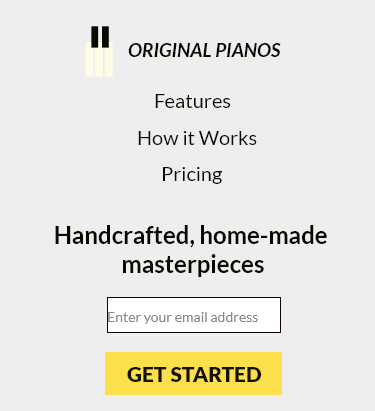 ORIGINAL PIANOS
Features
How it Works
Pricing
Handcrafted, home-made
masterpieces
Enter your email address
GET STARTED